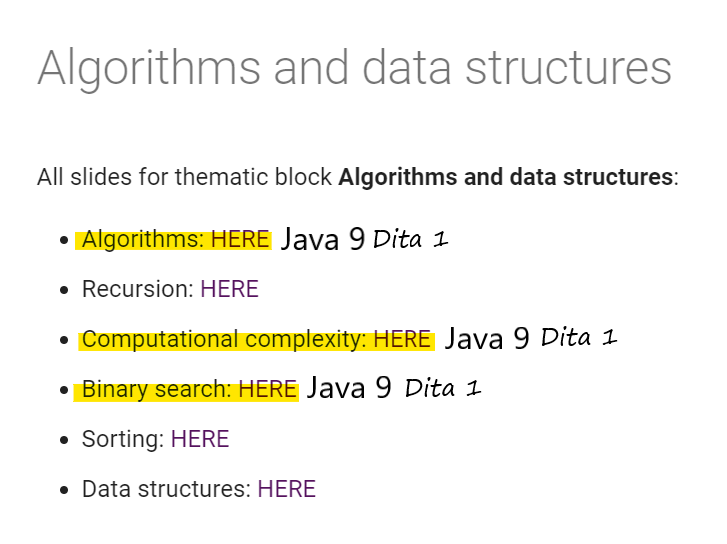 Algorithms and data structures
All slides for thematic block Algorithms and data structures:
• Algorithms: HERE Java 9 Dita 1
• Recursion: HERE
• Computational complexity: HERE Java 9 Dita 1
• Binary search: HERE Java 9 Dita 1
• Sorting: HERE
• Data structures: HERE